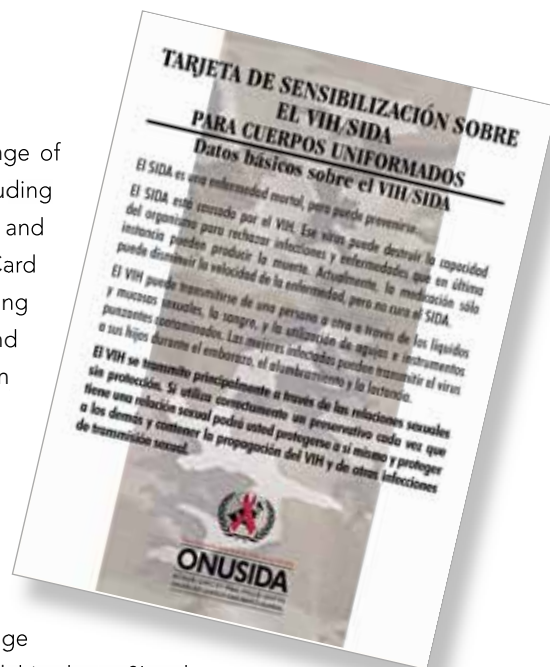 nge of
uding
and
Card
ng
nd
n
TARJETA DE SENSIBILIZACIÓN SOBRE
EL VIH/SIDA
PARA CUERPOS UNIFORMADOS
Datos básicos sobre el VIH/SIDA
El SIDA es una enfermedad mortal, pero puede prevenirse.
El SIDA está causado por el VIH. Ese virus puede destruir la capacidad
del organismo para rechazar infecciones y enfermedades que en última
instancia pueden producir la muerte. Actualmente, la medicación sólo
puede disminuir la velocidad de la enfermedad, pero no cura el SIDA.
El VIH puede transmitirse de una persona a otra a través de los líquidos
y mucosas sexuales, la sangre, y la utilización de agujas e instrumentos
punzantes contaminados. Las mujeres infectadas pueden transmitir el virus
a sus hijos durante el embarazo, el alumbramiento y la lactancia.
El VIH se transmite principalmente a través de las relaciones sexuales
sin protección. Si utiliza correctamente un preservativo cada vez que
tiene una relación sexual podrá usted protegerse a sí mismo y proteger
a los demás y contener la propagación del VIH y de otras infecciones
de transmisión sexual.
ONUSIDA
ge